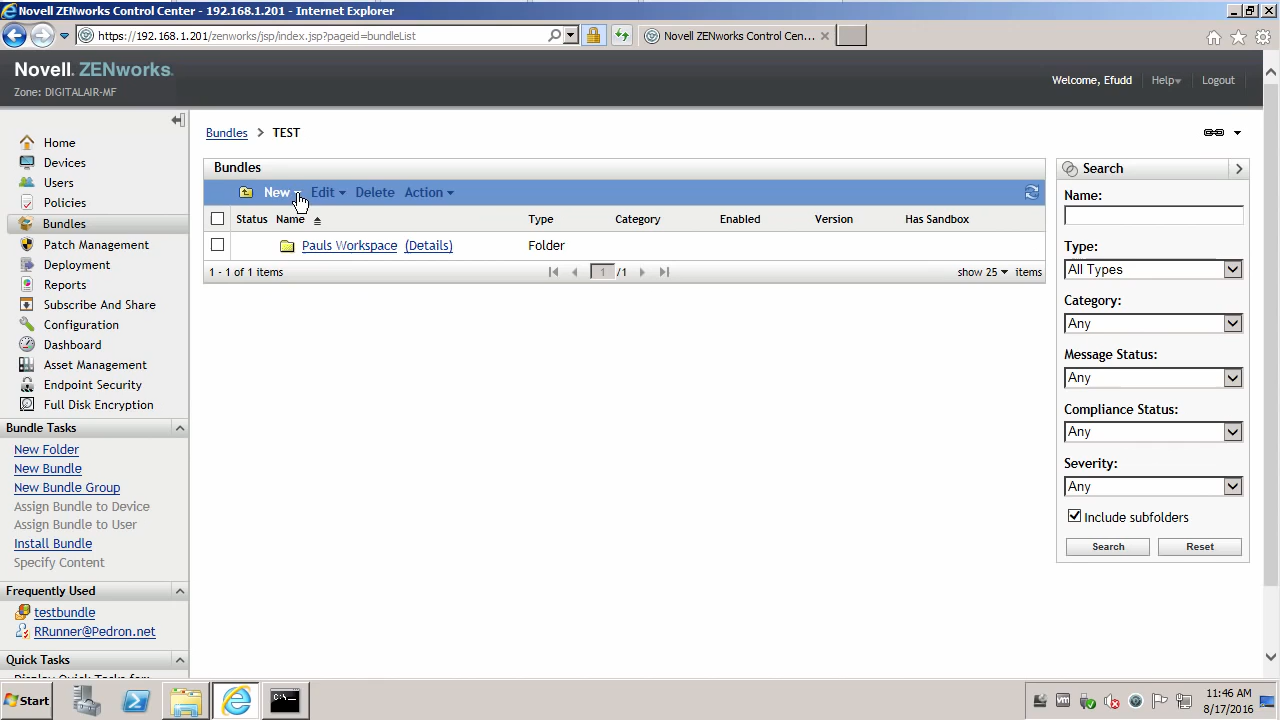 Novell ZENworks Control Center - 192.168.1.201 - Internet Explorer
https://192.168.1.201/zenworks/jsp/index.jsp?pageid=bundleList
Novell ZENworks Control Cen...
Novell. ZENworks.
Zone: DIGITALAIR-MF
Welcome, Efudd
Help
Logout
Home
Devices
Users
Policies
Bundles
Patch Management
Deployment
Reports
Subscribe And Share
Configuration
Dashboard
Asset Management
Endpoint Security
Full Disk Encryption
Bundle Tasks
New Folder
New Bundle
New Bundle Group
Assign Bundle to Device
Assign Bundle to User
Install Bundle
Specify Content
Frequently Used
testbundle
RRunner@Pedron.net
Quick Tasks
Bundles > TEST
Bundles
New Edit Delete Action
Status Name Type Category Enabled Version Has Sandbox
Pauls Workspace (Details) Folder
1 - 1 of 1 items
1 /1
show 25 items
Search
Name:
Type:
All Types
Category:
Any
Message Status:
Any
Compliance Status:
Any
Severity:
Any
Include subfolders
Search Reset
Start
11:46 AM
8/17/2016